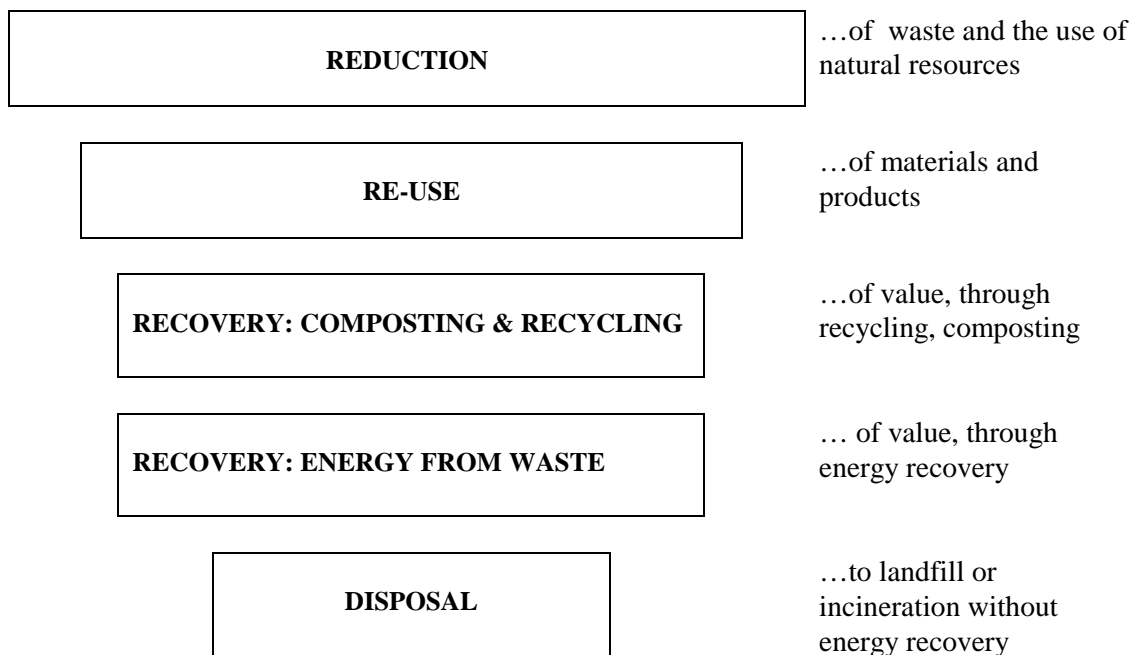 REDUCTION
…of waste and the use of
natural resources
RE-USE
…of materials and
products
RECOVERY: COMPOSTING & RECYCLING
…of value, through
recycling, composting
RECOVERY: ENERGY FROM WASTE
… of value, through
energy recovery
DISPOSAL
…to landfill or
incineration without
energy recovery